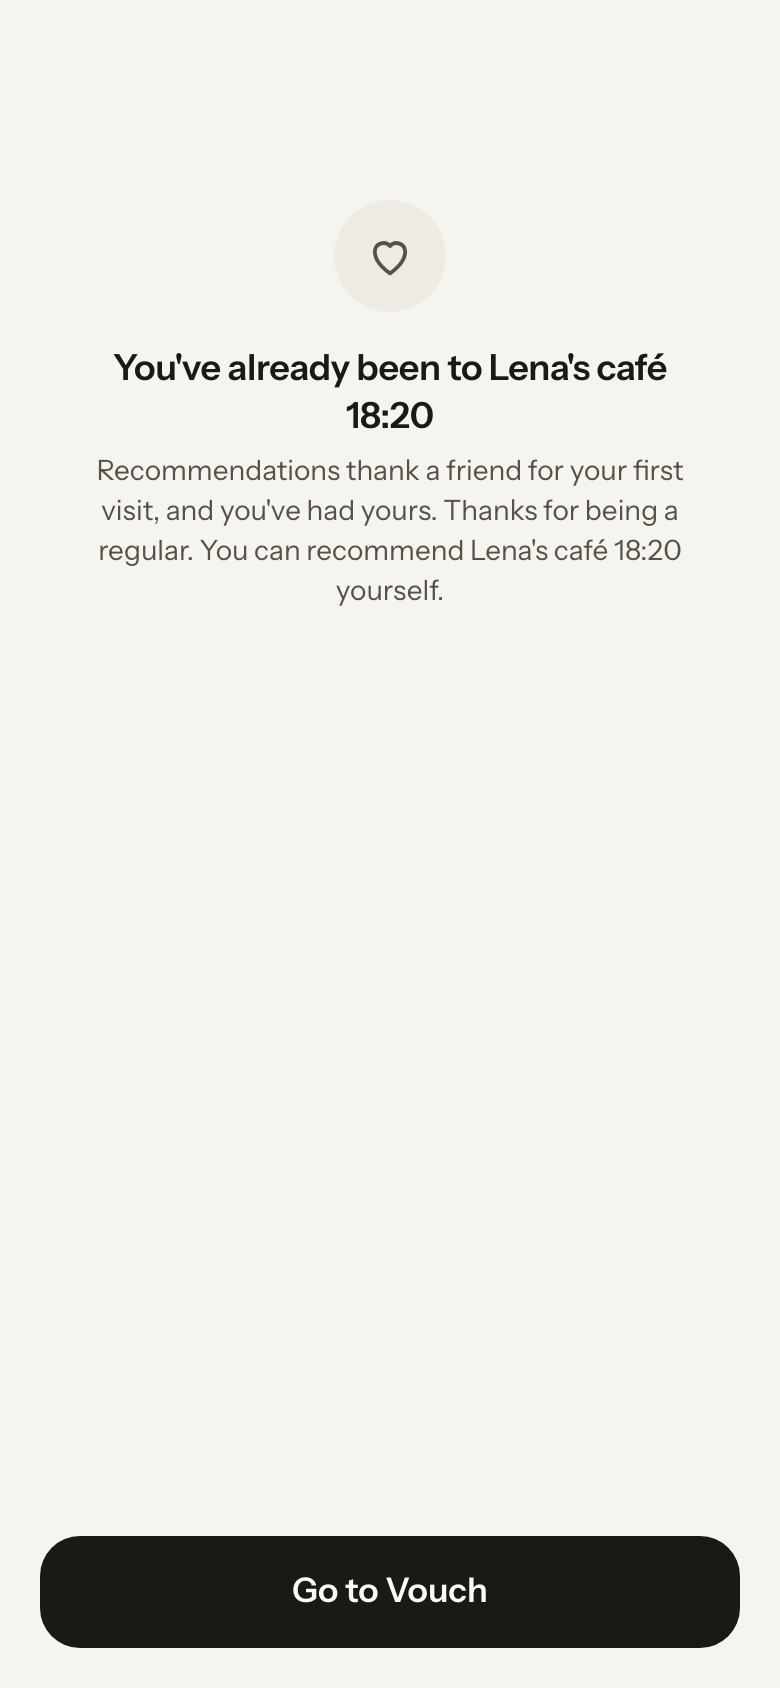 You've already been to Lena's café
18:20
Recommendations thank a friend for your first
visit, and you've had yours. Thanks for being a
regular. You can recommend Lena's café 18:20
yourself.
Go to Vouch